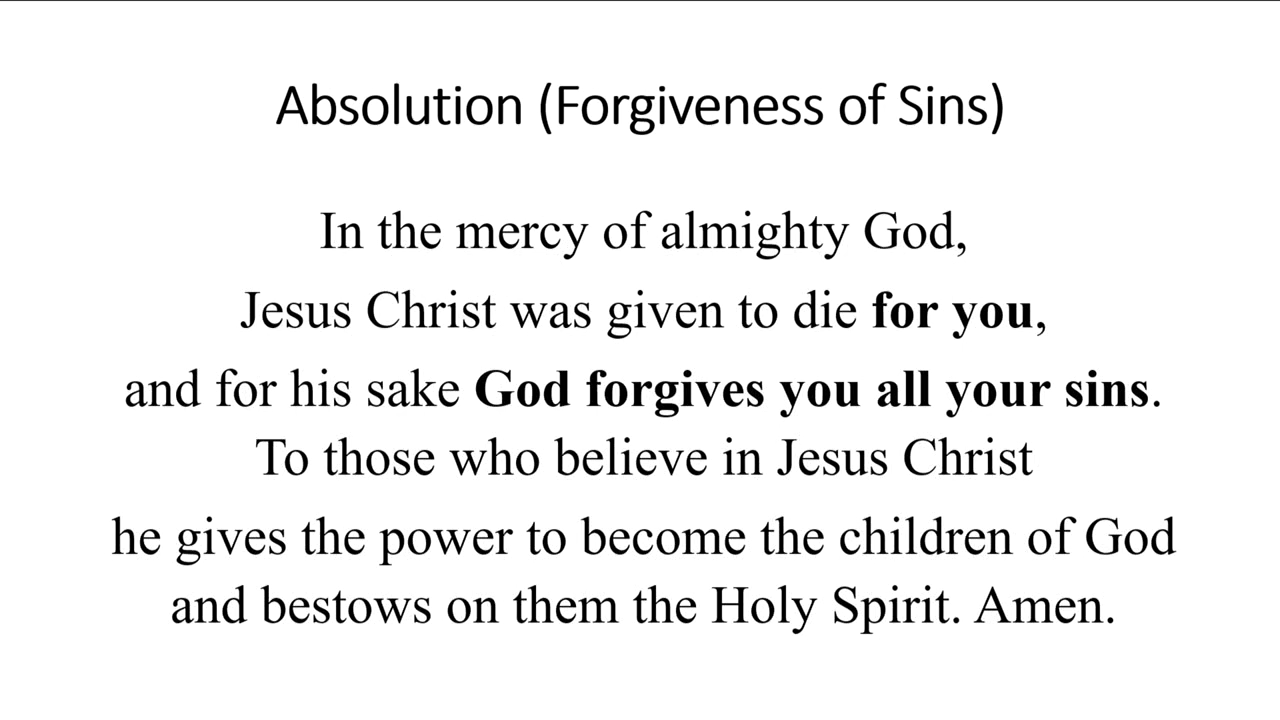 Absolution (Forgiveness of Sins)
In the mercy of almighty God,
Jesus Christ was given to die for you,
and for his sake God forgives you all your sins.
To those who believe in Jesus Christ
he gives the power to become the children of God
and bestows on them the Holy Spirit. Amen.